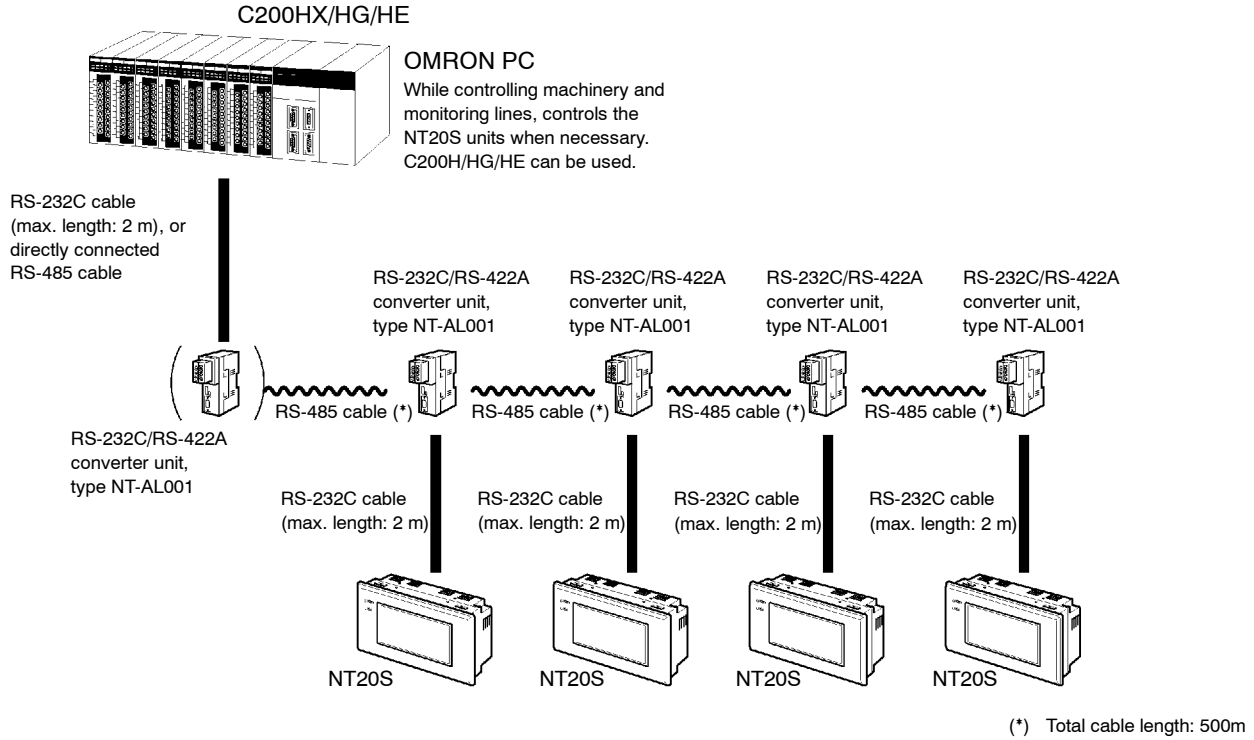 C200HX/HG/HE
OMRON PC
While controlling machinery and
monitoring lines, controls the
NT20S units when necessary.
C200H/HG/HE can be used.
RS-232C cable
(max. length: 2 m), or
directly connected
RS-485 cable
RS-232C/RS-422A
converter unit,
type NT-AL001
RS-232C/RS-422A
converter unit,
type NT-AL001
RS-232C/RS-422A
converter unit,
type NT-AL001
RS-232C/RS-422A
converter unit,
type NT-AL001
RS-485 cable (*)
RS-485 cable (*)
RS-485 cable (*)
RS-485 cable (*)
RS-232C/RS-422A
converter unit,
type NT-AL001
RS-232C cable
(max. length: 2 m)
RS-232C cable
(max. length: 2 m)
RS-232C cable
(max. length: 2 m)
RS-232C cable
(max. length: 2 m)
NT20S
NT20S
NT20S
NT20S
(*) Total cable length: 500m